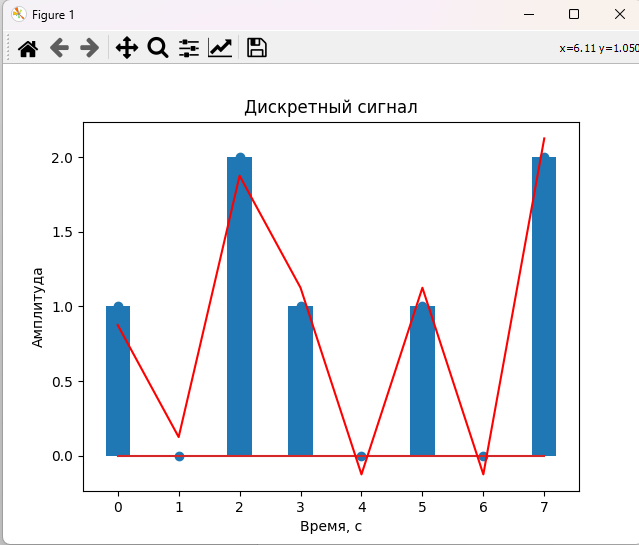 Figure 1
x=6.11 y=1.050
Дискретный сигнал
2.0
1.5
1.0
0.5
0.0
Амплитуда
0 1 2 3 4 5 6 7
Время, с